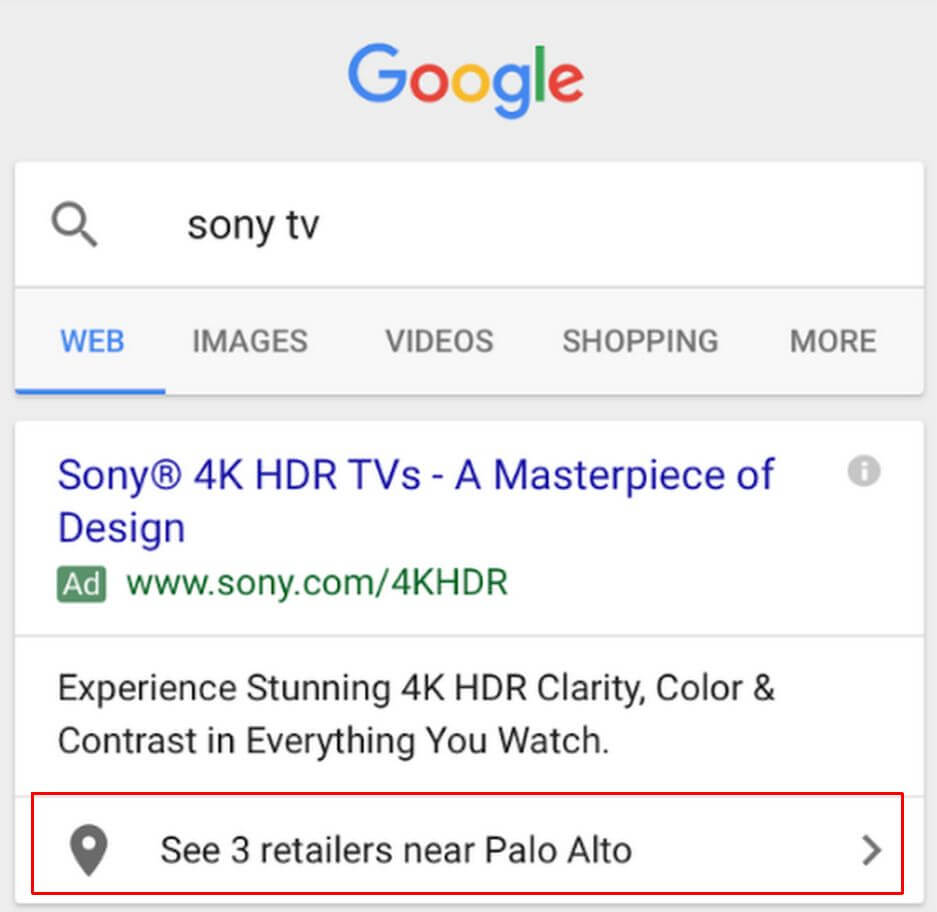 Google
sony tv
WEB IMAGES VIDEOS SHOPPING MORE
Sony® 4K HDR TVs - A Masterpiece of
Design
Ad www.sony.com/4KHDR
Experience Stunning 4K HDR Clarity, Color &
Contrast in Everything You Watch.
See 3 retailers near Palo Alto